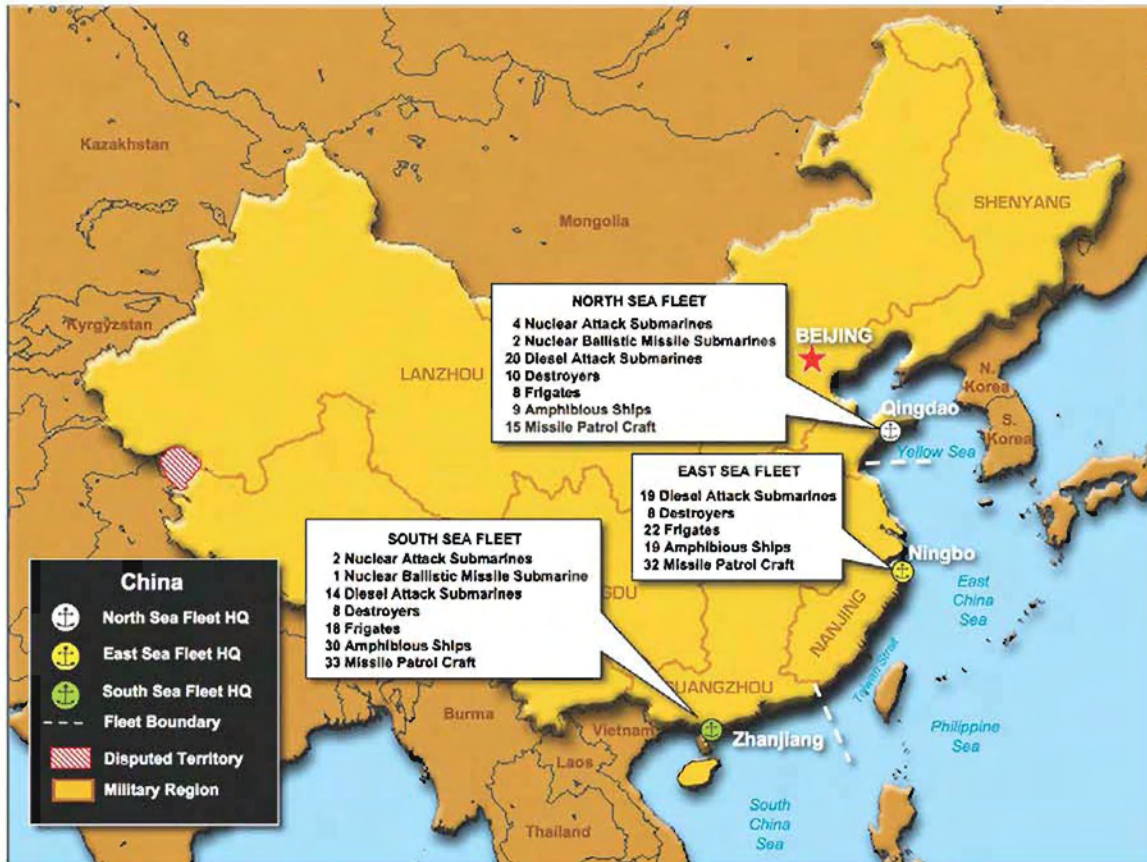 Kazakhstan
Mongolia
SHENYANG
Kyrgyzstan
LANZHOU
BEIJING
NORTH SEA FLEET
4 Nuclear Attack Submarines
2 Nuclear Ballistic Missile Submarines
20 Diesel Attack Submarines
10 Destroyers
8 Frigates
9 Amphibious Ships
15 Missile Patrol Craft
N.
Korea
S.
Korea
Qingdao
Yellow Sea
EAST SEA FLEET
19 Diesel Attack Submarines
8 Destroyers
22 Frigates
19 Amphibious Ships
32 Missile Patrol Craft
Ningbo
SOUTH SEA FLEET
2 Nuclear Attack Submarines
1 Nuclear Ballistic Missile Submarine
14 Diesel Attack Submarines
8 Destroyers
18 Frigates
30 Amphibious Ships
33 Missile Patrol Craft
East
China
Sea
NANJING
Taiwan Strait
GUANGZHOU
Philippine
Sea
Burma
Vietnam
Zhanjiang
Laos
Thailand
South
China
Sea
China
North Sea Fleet HQ
East Sea Fleet HQ
South Sea Fleet HQ
Fleet Boundary
Disputed Territory
Military Region